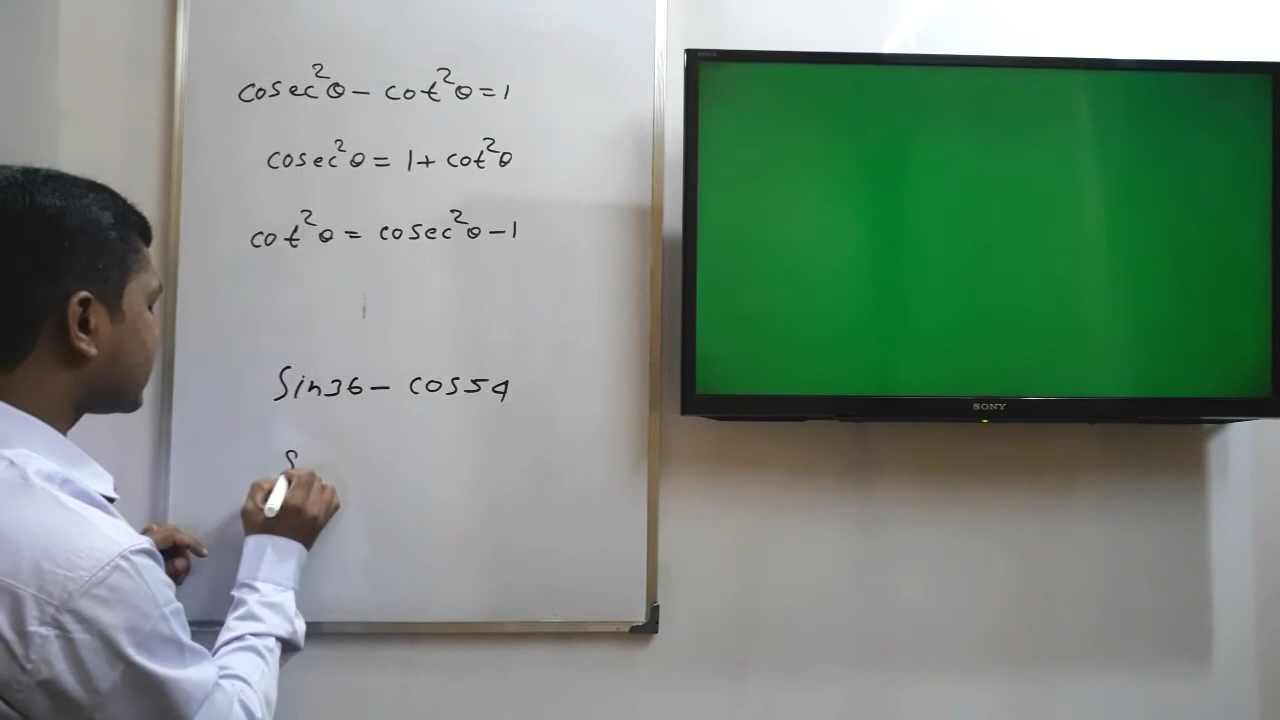 cosec²θ - cot²θ = 1
cosec²θ = 1 + cot²θ
cot²θ = cosec²θ - 1
Sin36 - cos54
S
SONY